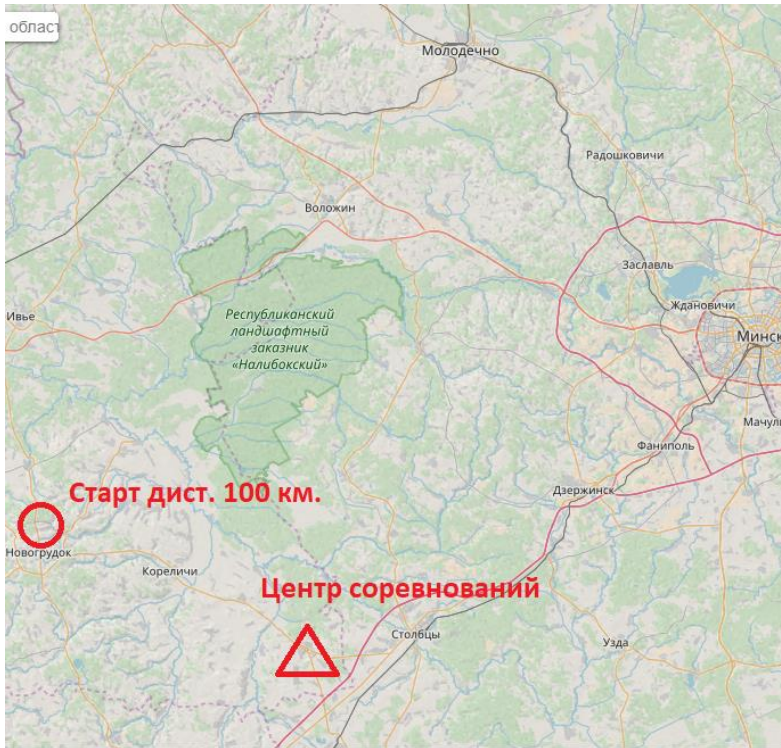 област
Молодечно
Радошковичи
Воложин
Заславль
Ждановичи
Ивье
Республиканский
ландшафтный
заказник
«Налибокский»
Минск
Мачул
Фаниполь
Старт дист. 100 км.
Дзержинск
Новогрудок
Кореличи
Центр соревнований
Столбцы
Узда